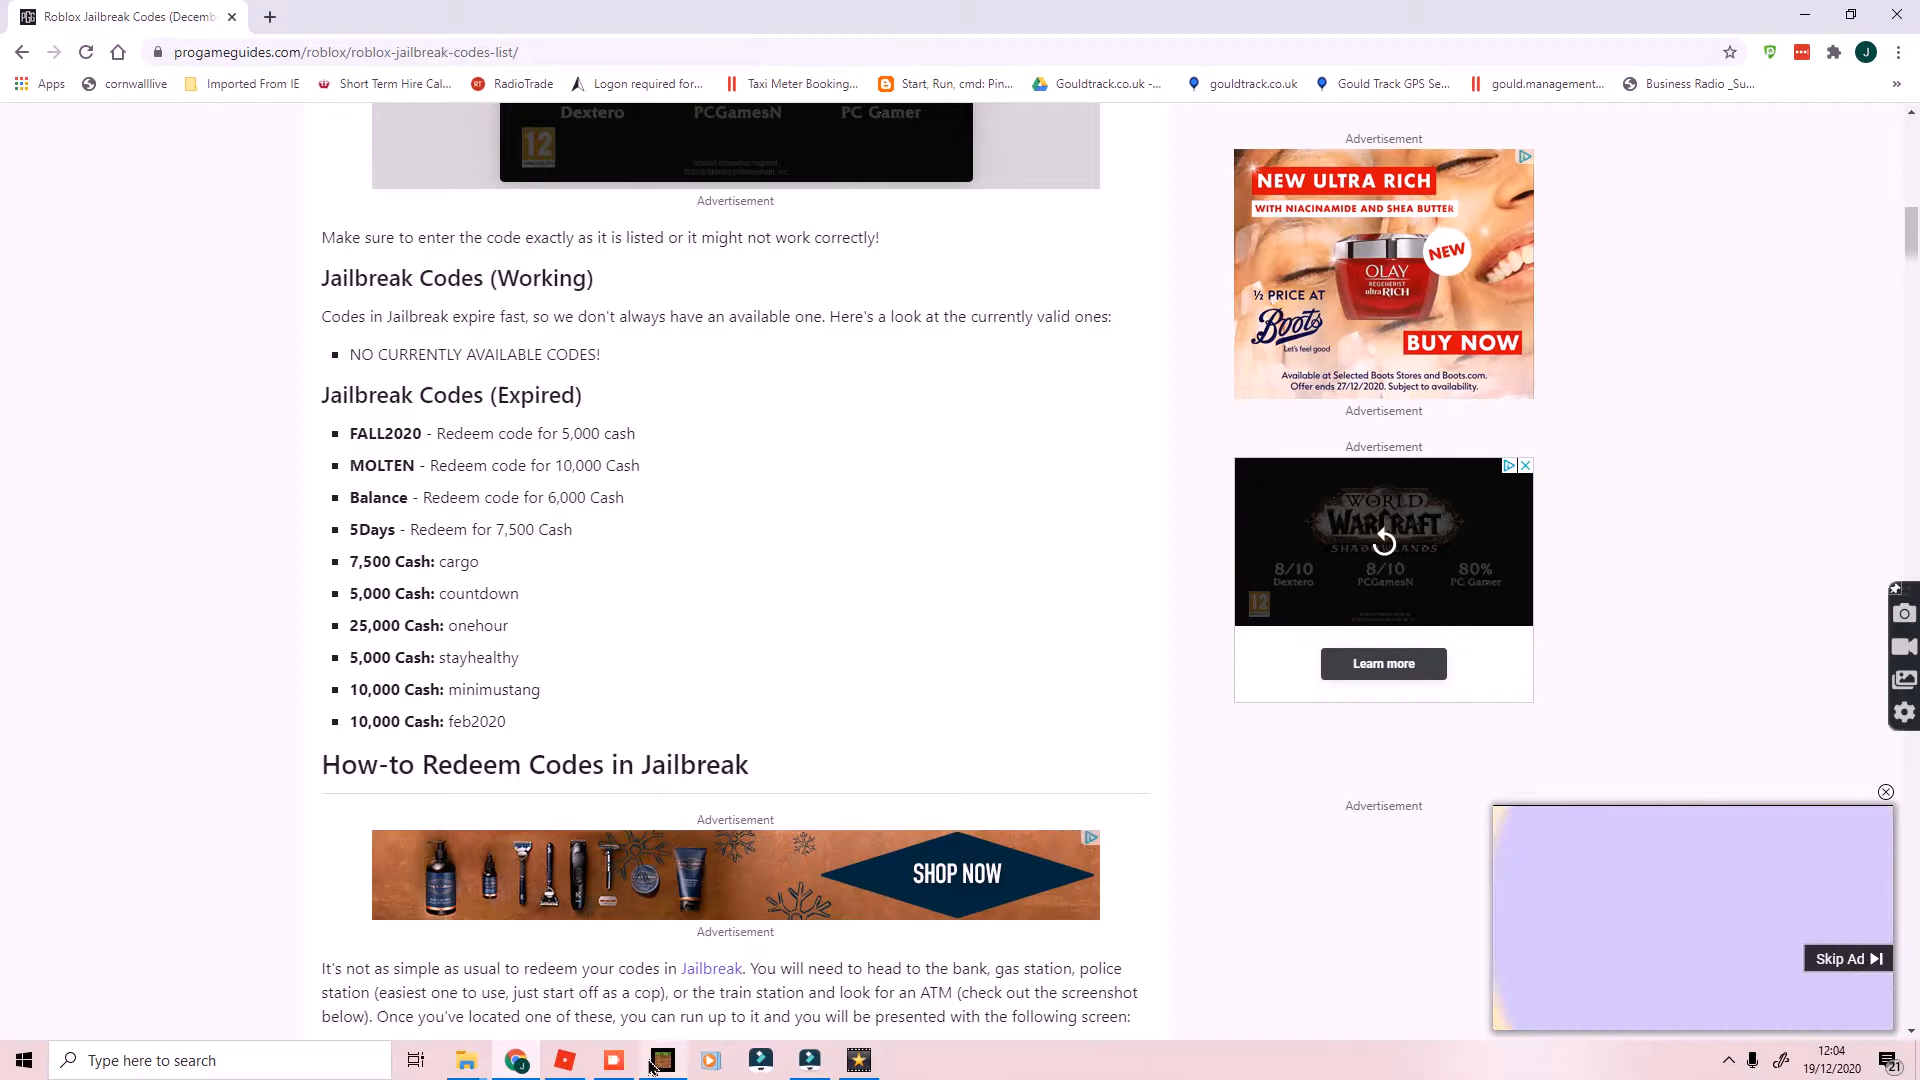 Roblox Jailbreak Codes (Decemb
progameguides.com/roblox/roblox-jailbreak-codes-list/
J
Apps
cornwalllive
Imported From IE
Short Term Hire Cal...
RadioTrade
Logon required for...
Taxi Meter Booking...
Start, Run, cmd: Pin...
Gouldtrack.co.uk -...
gouldtrack.co.uk
Gould Track GPS Se...
gould.management...
Business Radio _Su...
»
Dextero PCGamesN PC Gamer
12
Advertisement
Make sure to enter the code exactly as it is listed or it might not work correctly!
Jailbreak Codes (Working)
Codes in Jailbreak expire fast, so we don't always have an available one. Here's a look at the currently valid ones:
NO CURRENTLY AVAILABLE CODES!
Jailbreak Codes (Expired)
FALL2020 - Redeem code for 5,000 cash
MOLTEN - Redeem code for 10,000 Cash
Balance - Redeem code for 6,000 Cash
5Days - Redeem for 7,500 Cash
7,500 Cash: cargo
5,000 Cash: countdown
25,000 Cash: onehour
5,000 Cash: stayhealthy
10,000 Cash: minimustang
10,000 Cash: feb2020
How-to Redeem Codes in Jailbreak
Advertisement
SHOP NOW
Advertisement
It's not as simple as usual to redeem your codes in Jailbreak. You will need to head to the bank, gas station, police
station (easiest one to use, just start off as a cop), or the train station and look for an ATM (check out the screenshot
below). Once you've located one of these, you can run up to it and you will be presented with the following screen:
Advertisement
NEW ULTRA RICH
WITH NIACINAMIDE AND SHEA BUTTER
NEW
OLAY
REGENERIST
ultra RICH
½ PRICE AT
Boots
Let's feel good
BUY NOW
Available at Selected Boots Stores and Boots.com.
Offer ends 27/12/2020. Subject to availability.
Advertisement
Advertisement
WORLD
WARCRAFT
SHADOWLANDS
8/10 8/10 80%
Dextero PCGamesN PC Gamer
12
Learn more
Advertisement
Skip Ad
Type here to search
12:04
19/12/2020
21